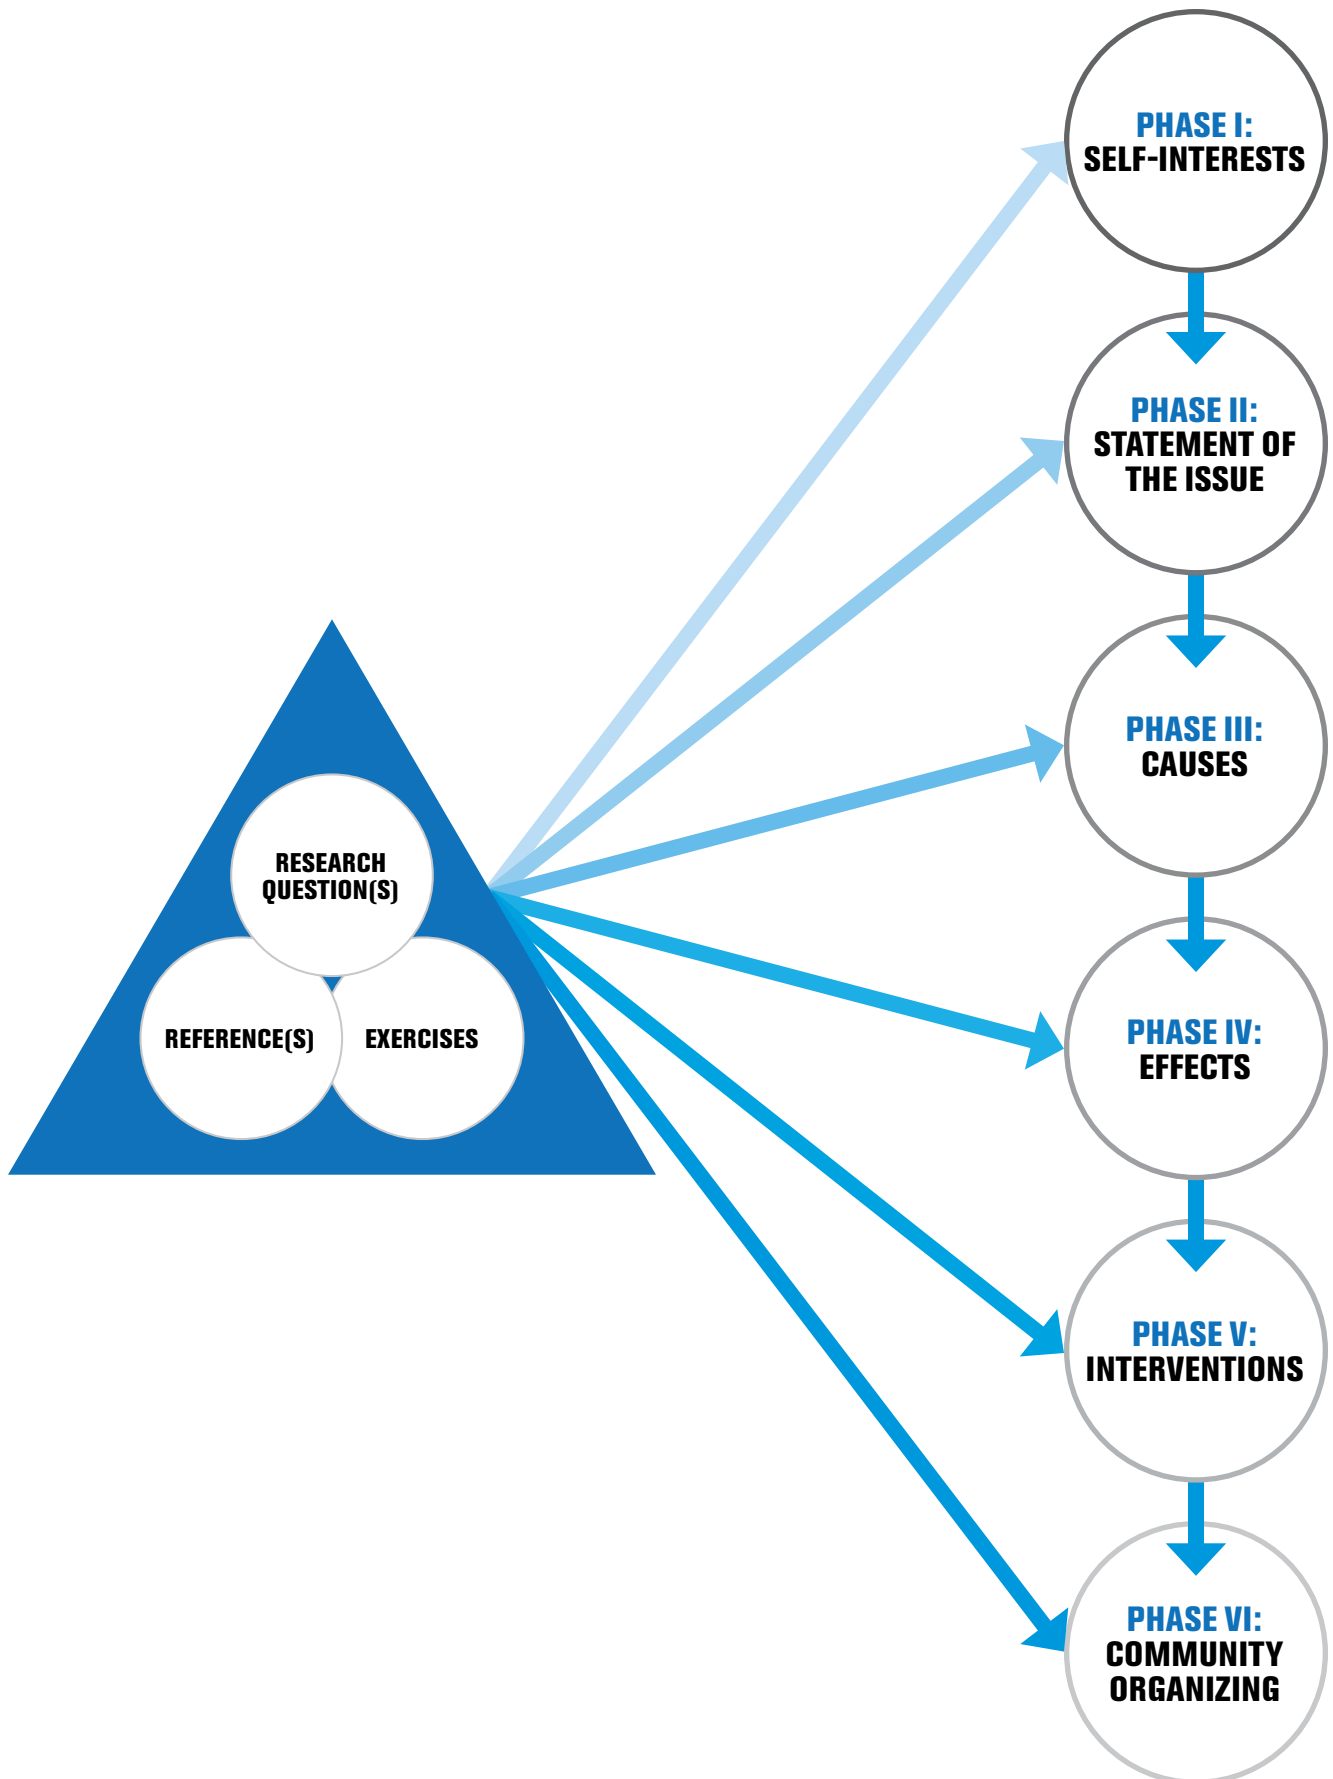 PHASE I:
SELF-INTERESTS
PHASE II:
STATEMENT OF
THE ISSUE
PHASE III:
CAUSES
RESEARCH
QUESTION(S)
REFERENCE(S)
EXERCISES
PHASE IV:
EFFECTS
PHASE V:
INTERVENTIONS
PHASE VI:
COMMUNITY
ORGANIZING